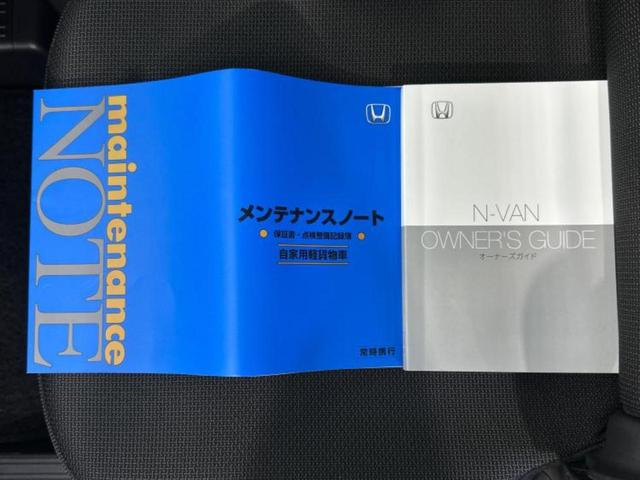 maintenance
NOTE
メンテナンスノート
保証書・点検整備記録簿
自家用軽貨物車
常時携行
N-VAN
OWNER'S GUIDE
オーナーズガイド